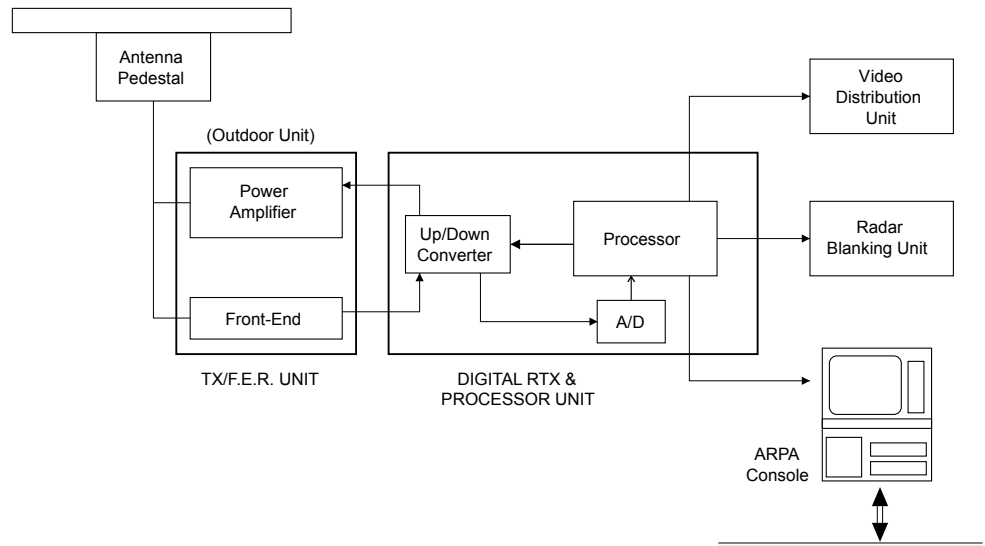 Antenna
Pedestal
(Outdoor Unit)
Power
Amplifier
Front-End
TX/F.E.R. UNIT
Up/Down
Converter
Processor
A/D
DIGITAL RTX &
PROCESSOR UNIT
Video
Distribution
Unit
Radar
Blanking Unit
ARPA
Console